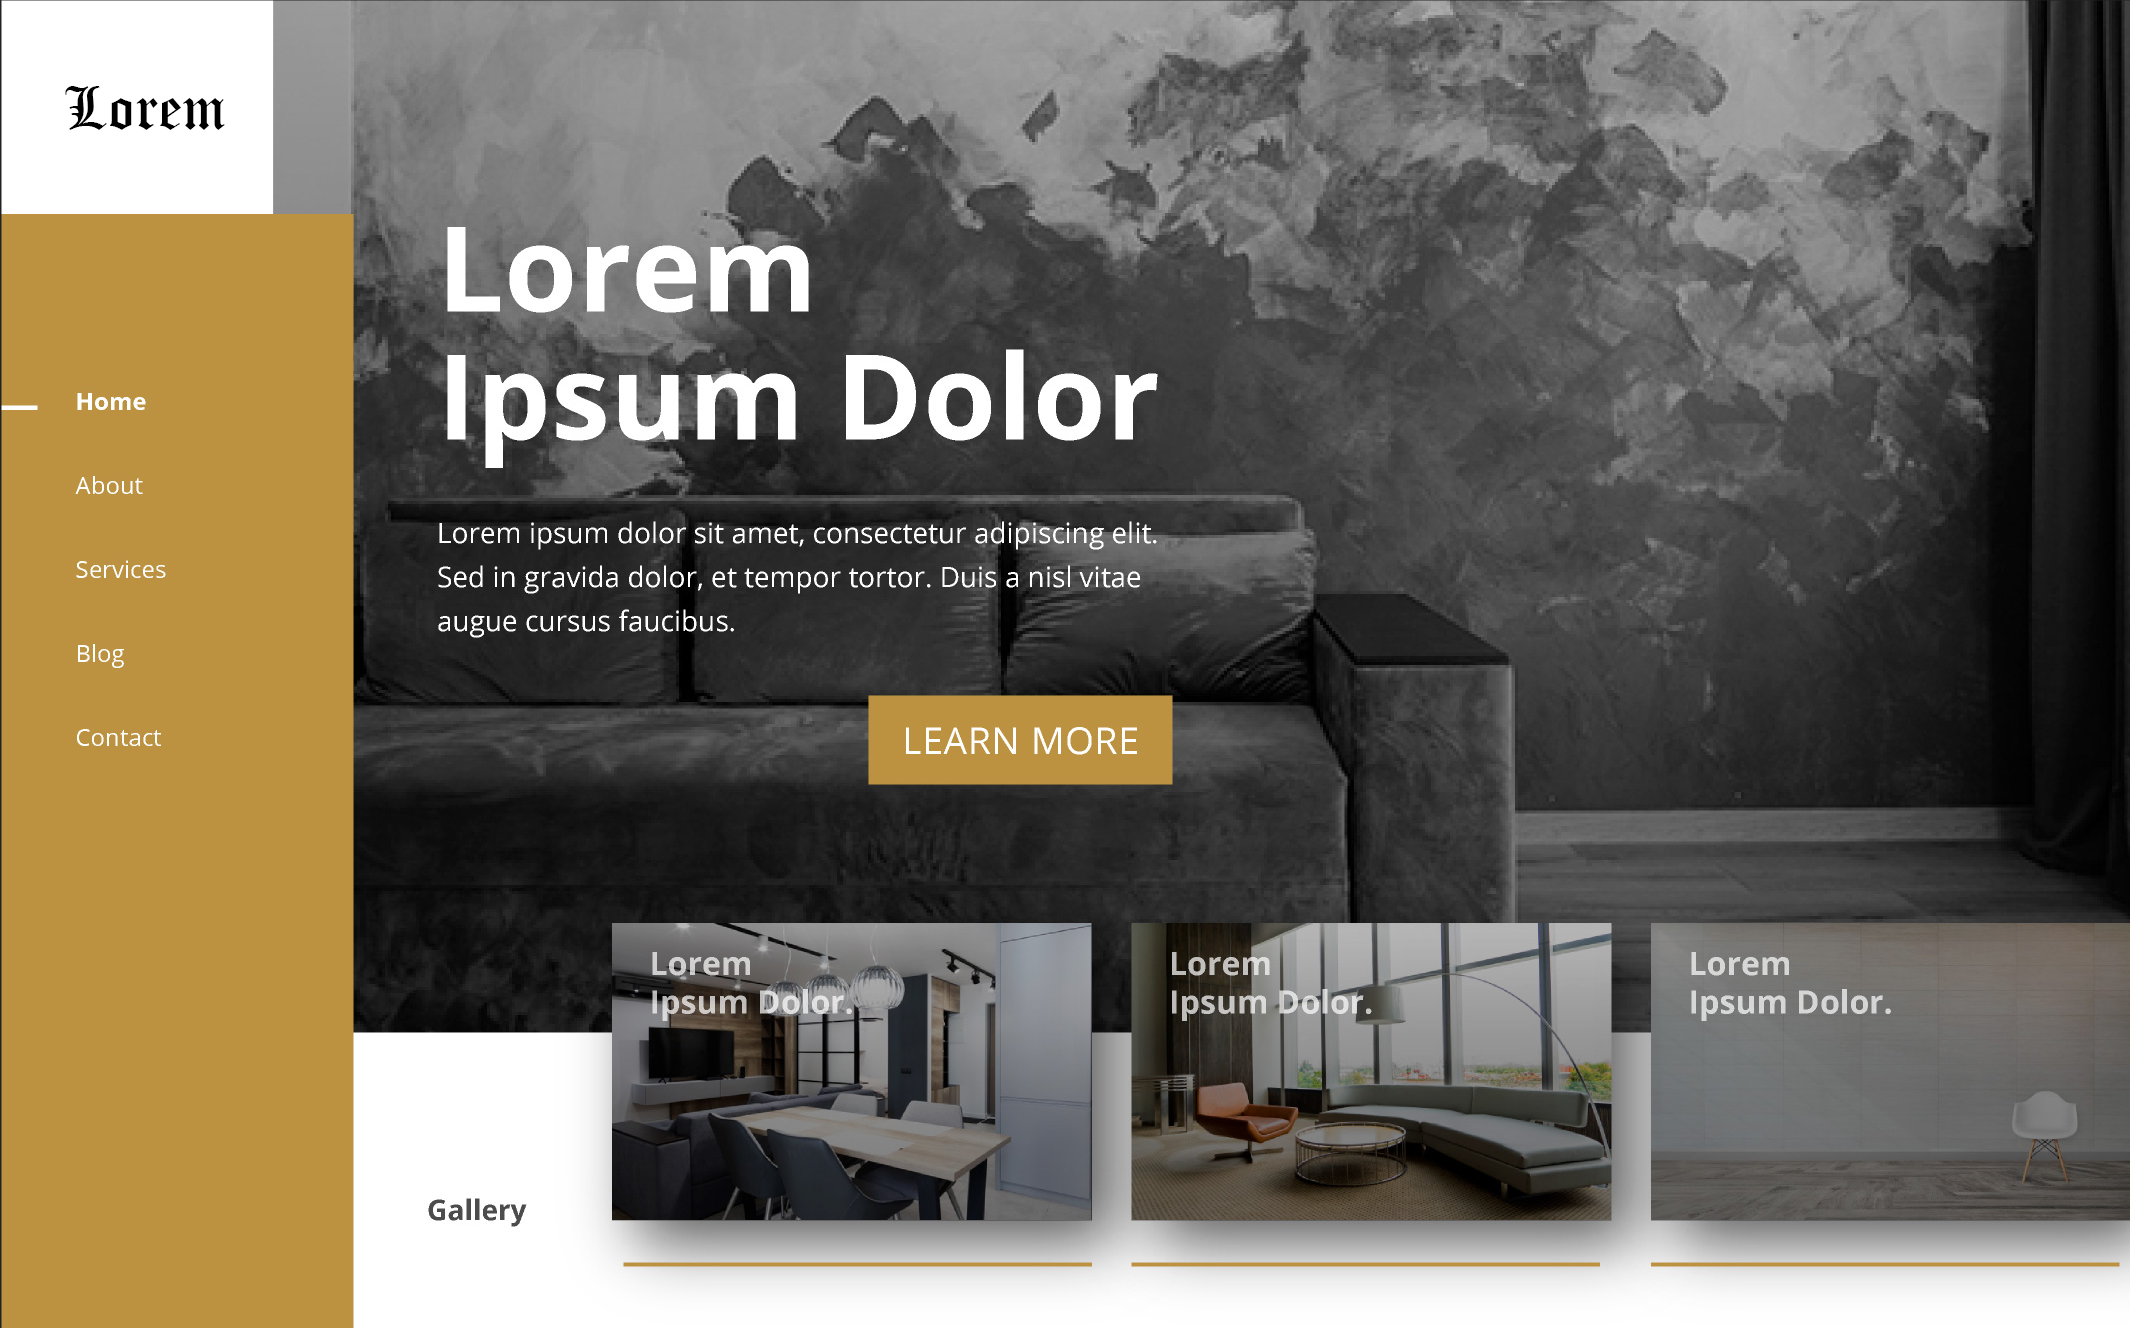 Lorem
Home
About
Services
Blog
Contact
Lorem
Ipsum Dolor
Lorem ipsum dolor sit amet, consectetur adipiscing elit.
Sed in gravida dolor, et tempor tortor. Duis a nisl vitae
augue cursus faucibus.
LEARN MORE
Gallery
Lorem
Ipsum Dolor.
Lorem
Ipsum Dolor.
Lorem
Ipsum Dolor.